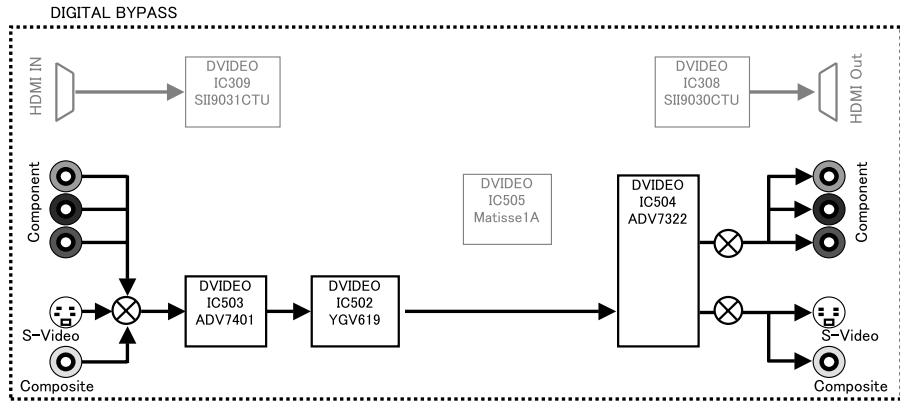 DIGITAL BYPASS
HDMI IN
DVIDEO
IC309
SII9031CTU
DVIDEO
IC308
SII9030CTU
HDMI Out
Component
DVIDEO
IC505
Matisse1A
DVIDEO
IC504
ADV7322
Component
S-Video
DVIDEO
IC503
ADV7401
DVIDEO
IC502
YGV619
S-Video
Composite
Composite